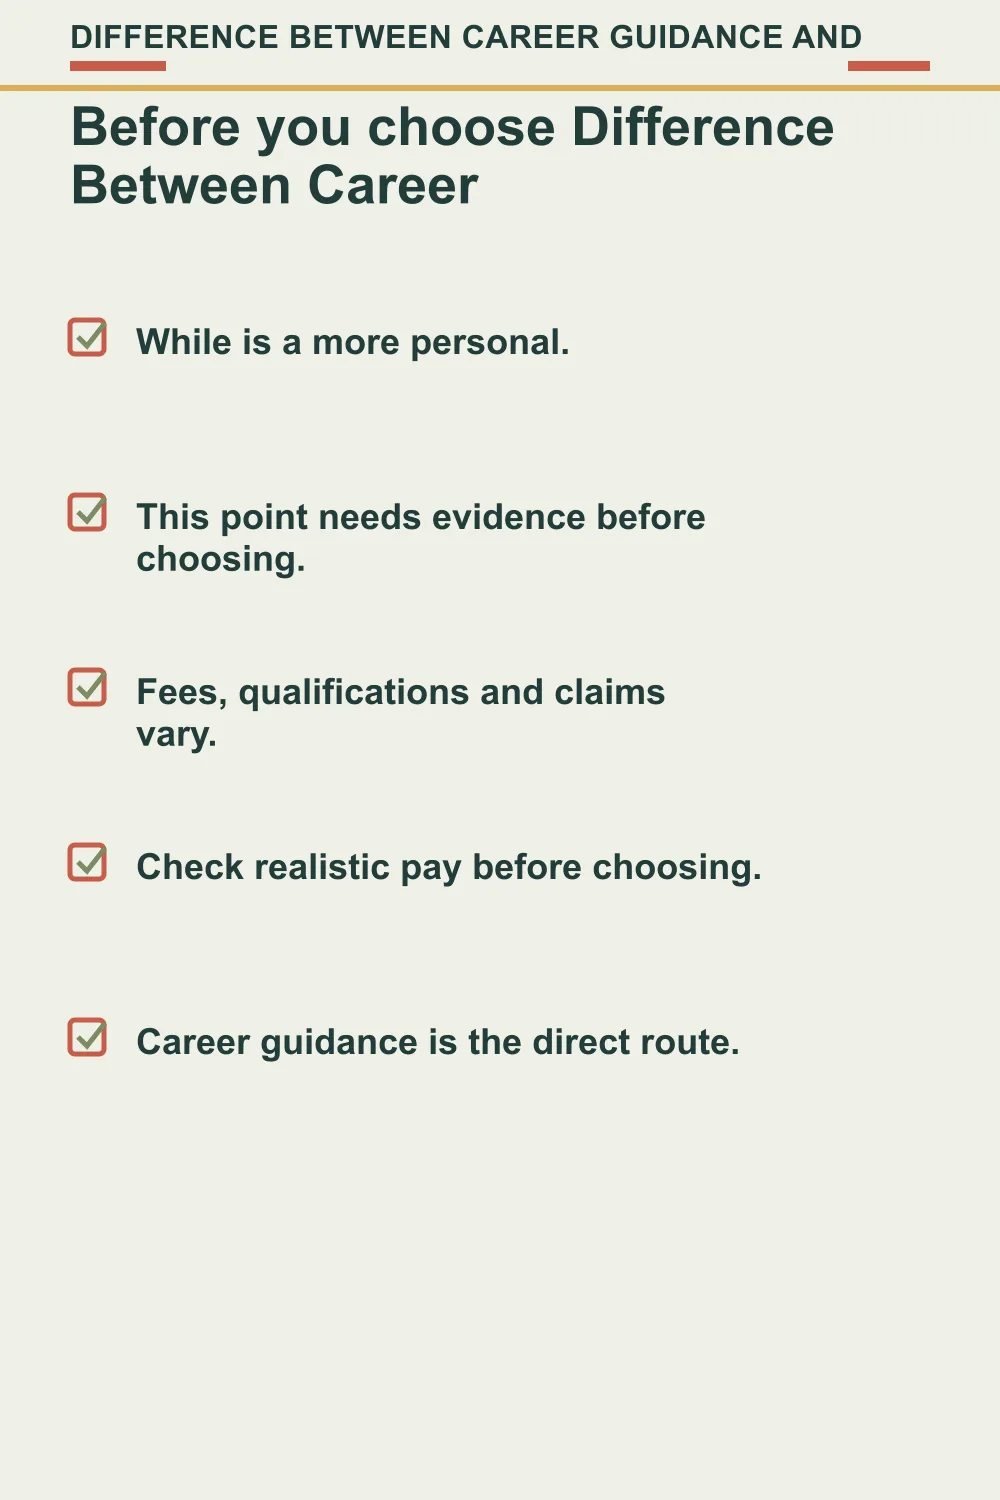 DIFFERENCE BETWEEN CAREER GUIDANCE AND
Before you choose Difference
Between Career
While is a more personal.
This point needs evidence before
choosing.
Fees, qualifications and claims
vary.
Check realistic pay before choosing.
Career guidance is the direct route.